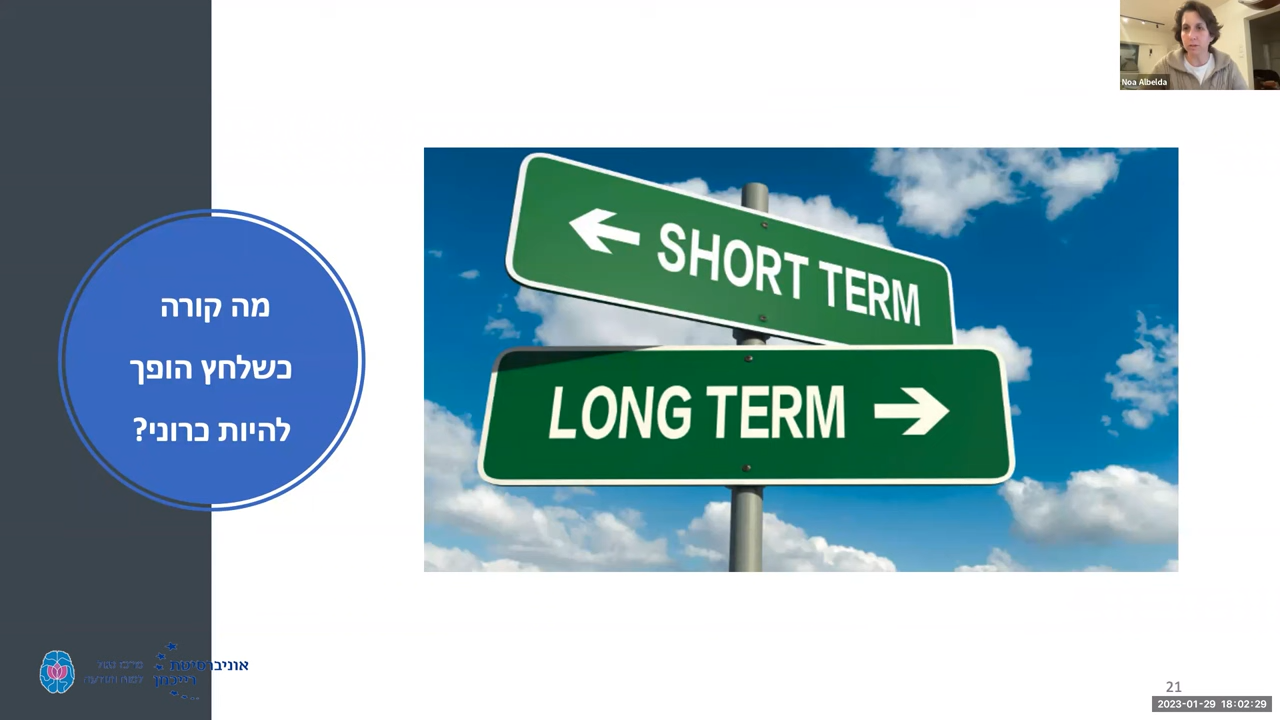 Noa Albelda
SHORT TERM
LONG TERM
מה קורה
כשלחץ הופך
להיות כרוני?
אוניברסיטת
רייכמן
21
2023-01-29 18:02:29